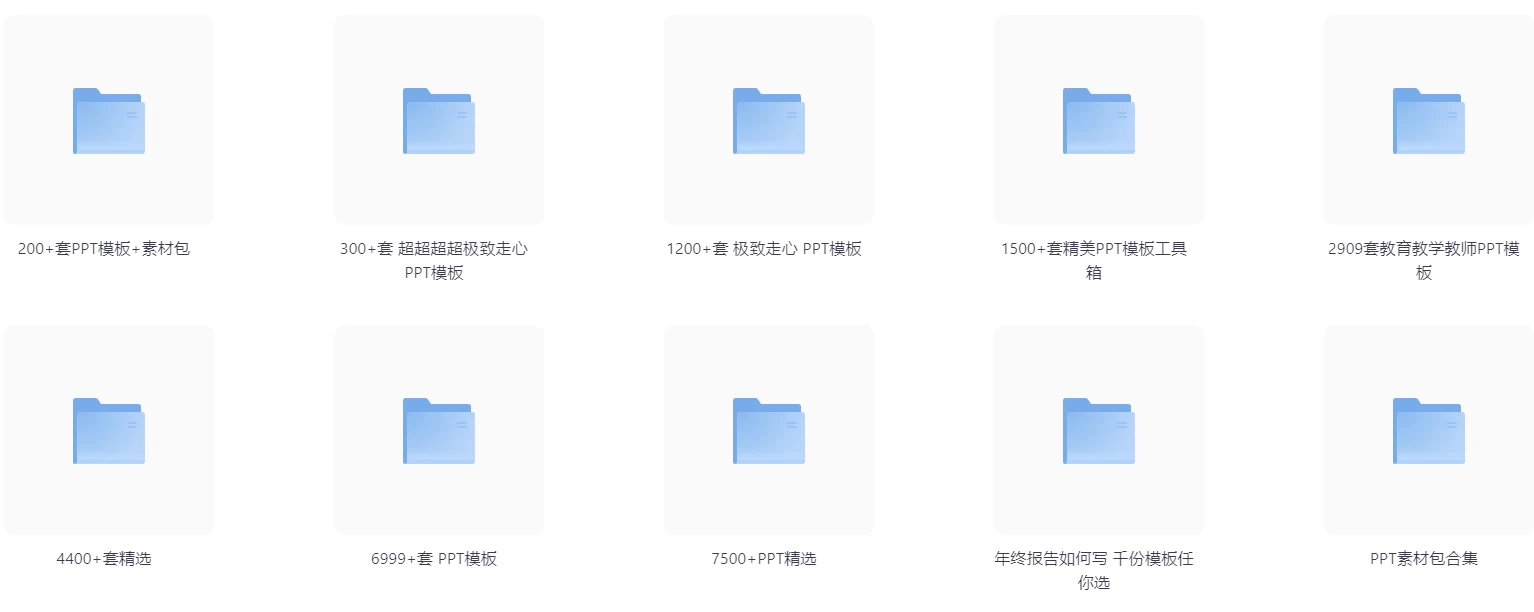 200+套PPT模板+素材包
300+套 超超超超极致走心
PPT模板
1200+套 极致走心 PPT模板
1500+套精美PPT模板工具
箱
2909套教育教学教师PPT模
板
4400+套精选
6999+套 PPT模板
7500+PPT精选
年终报告如何写 千份模板任
你选
PPT素材包合集